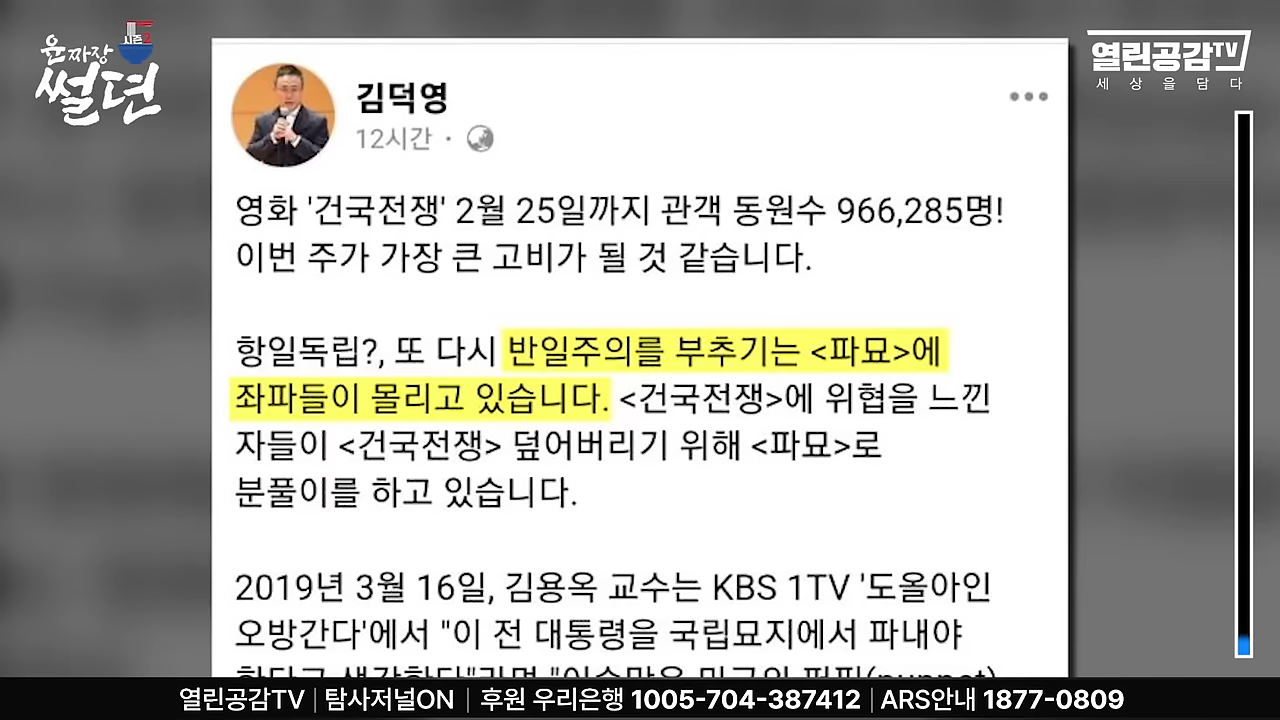 윤짜장
시즌2
썰뎐
열린공감TV
세상을담다
김덕영
12시간 ·
영화 '건국전쟁' 2월 25일까지 관객 동원수 966,285명!
이번 주가 가장 큰 고비가 될 것 같습니다.
항일독립?, 또 다시 반일주의를 부추기는 <파묘>에
좌파들이 몰리고 있습니다. <건국전쟁>에 위협을 느낀
자들이 <건국전쟁> 덮어버리기 위해 <파묘>로
분풀이를 하고 있습니다.
2019년 3월 16일, 김용옥 교수는 KBS 1TV '도올아인
오방간다'에서 "이 전 대통령을 국립묘지에서 파내야
열린공감TV | 탐사저널ON | 후원 우리은행 1005-704-387412 | ARS안내 1877-0809